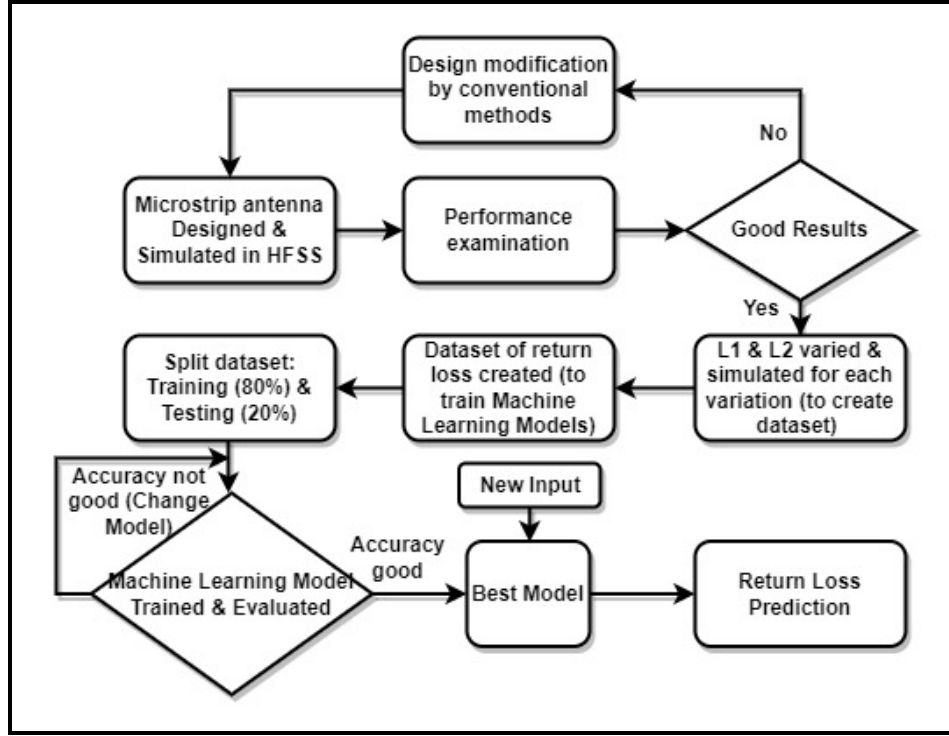 Design modification
by conventional
methods
No
Microstrip antenna
Designed &
Simulated in HFSS
Performance
examination
Good Results
Yes
L1 & L2 varied &
simulated for each
variation (to create
dataset)
Dataset of return
loss created (to
train Machine
Learning Models)
Split dataset:
Training (80%) &
Testing (20%)
Accuracy not
good (Change
Model)
Machine Learning Model
Trained & Evaluated
Accuracy
good
New Input
Best Model
Return Loss
Prediction